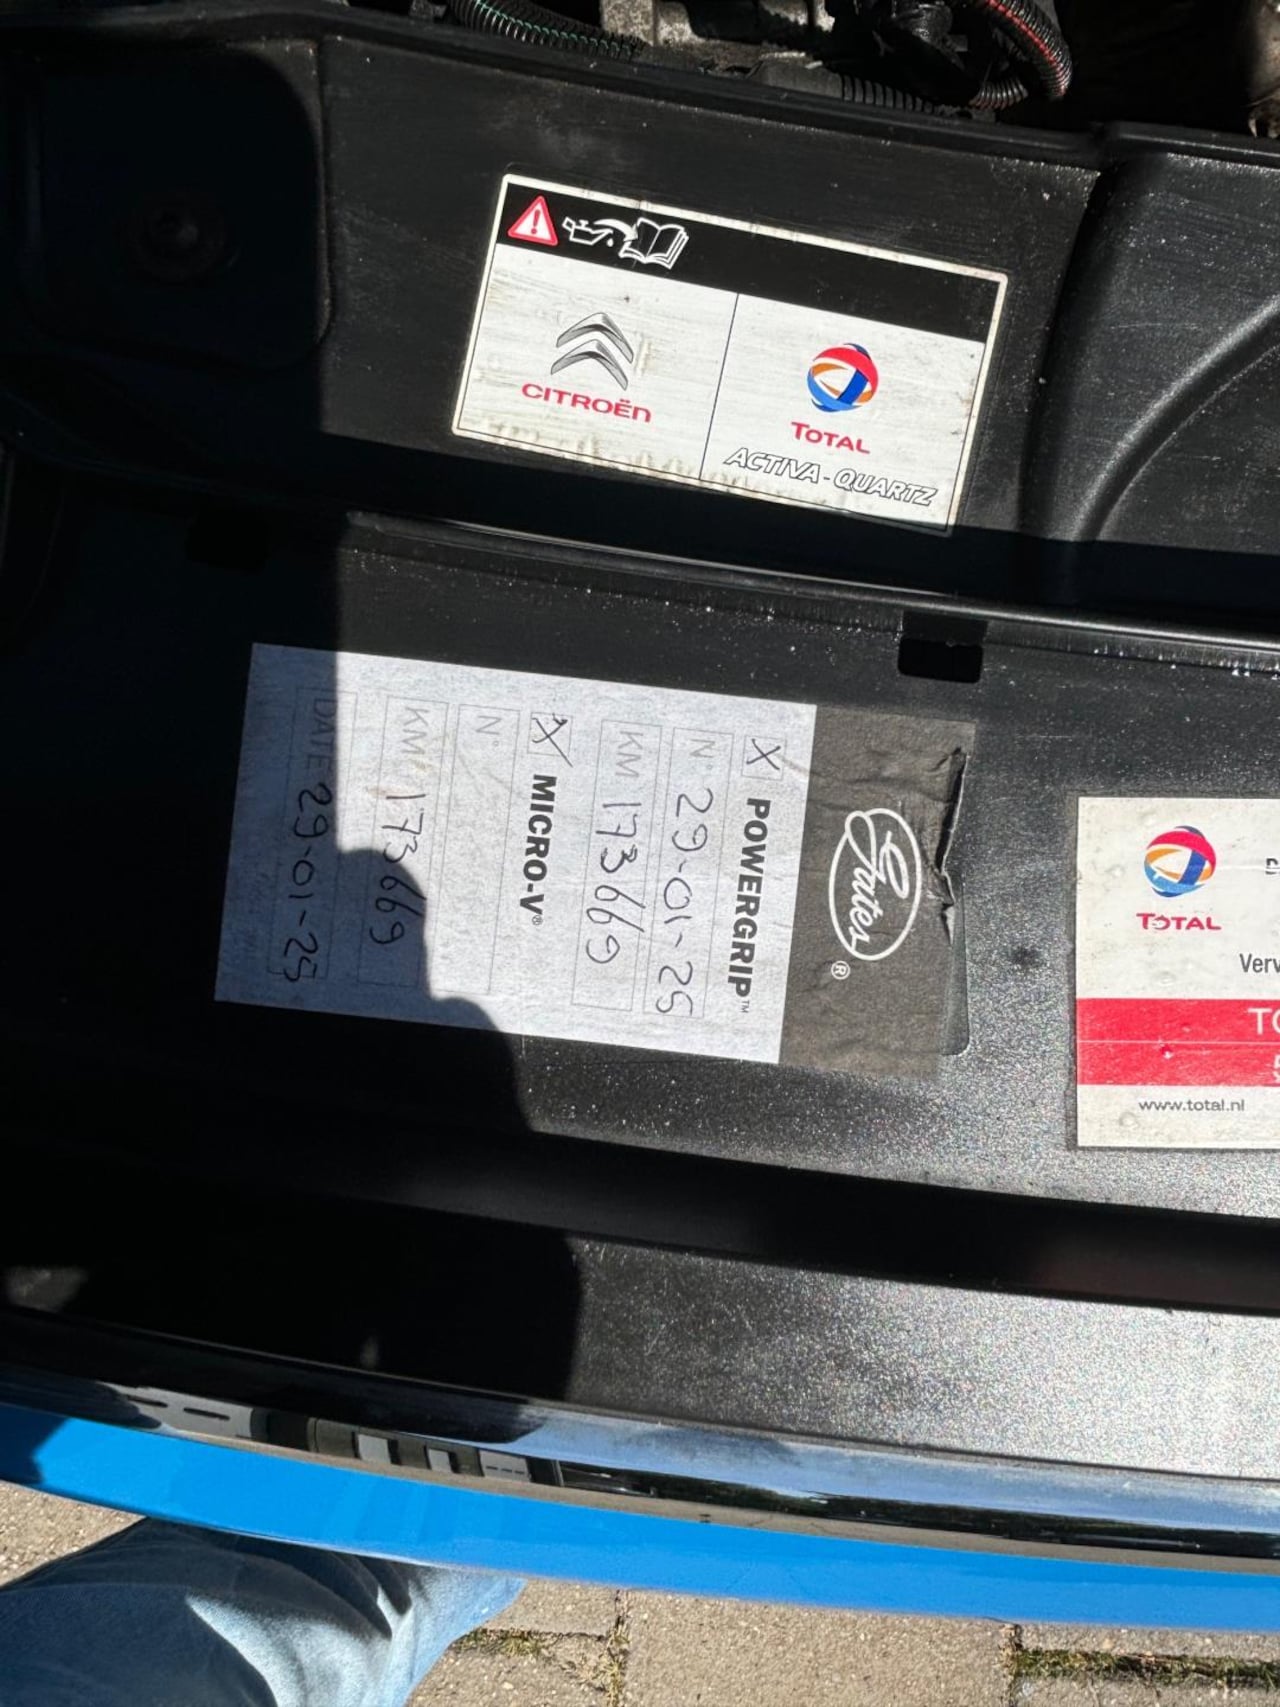 CITROËN
TOTAL
ACTIVA - QUARTZ
Gates®
X POWERGRIP™
N° 29-01-25
KM 173669
X MICRO-V®
N°
KM 173669
DATE 29-01-25
TOTAL
Verv
www.total.nl